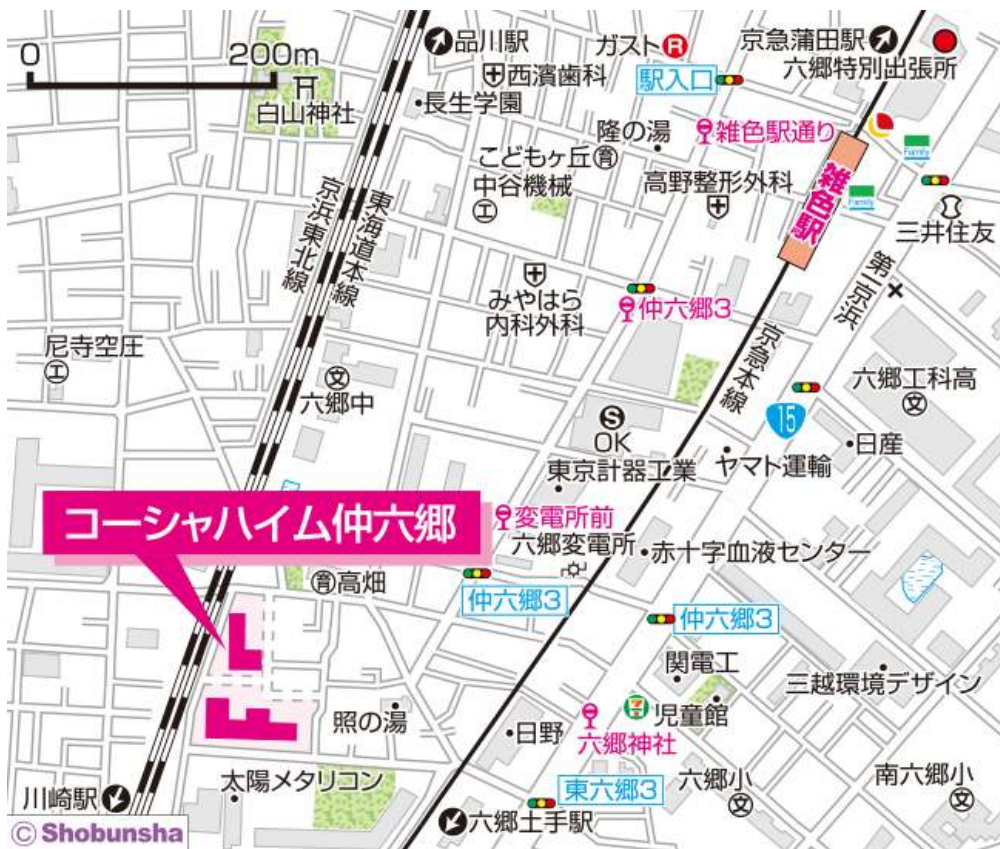 0 200m
品川駅
ガスト R
京急蒲田駅
六郷特別出張所
西濱歯科
駅入口
白山神社
長生学園
隆の湯
雑色駅通り
Family
こどもヶ丘 育
中谷機械
工
高野整形外科
雑色駅
Family
三井住友
京浜東北線
東海道本線
第一京浜
みやはら
内科外科
仲六郷3
京急本線
尼寺空圧
工
文
六郷中
六郷工科高
文
15
S
OK
東京計器工業
ヤマト運輸
日産
コーシャハイム仲六郷
変電所前
六郷変電所
赤十字血液センター
育高畑
仲六郷3
仲六郷3
関電工
三越環境デザイン
照の湯
日野
7
児童館
六郷神社
太陽メタリコン
東六郷3
六郷小
文
南六郷小
文
川崎駅
六郷土手駅
© Shobunsha